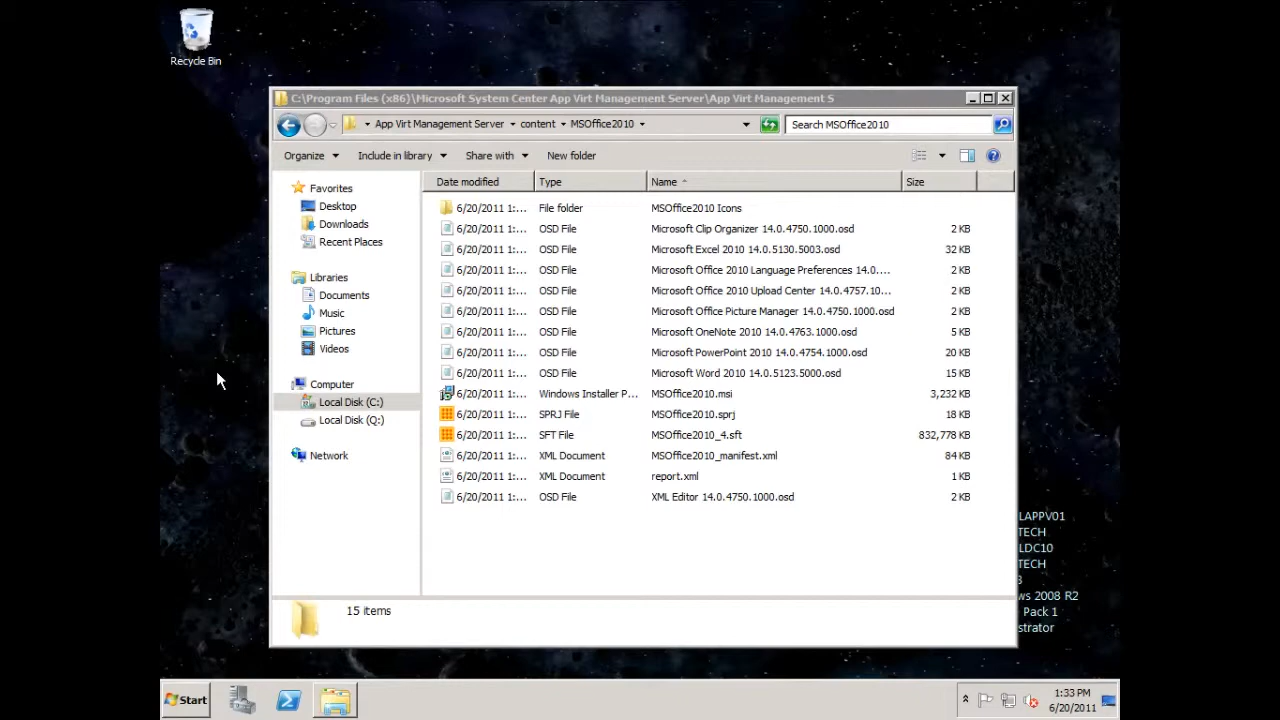 Recycle Bin
C:\Program Files (x86)\Microsoft System Center App Virt Management Server\App Virt Management S
App Virt Management Server content MSOffice2010
Search MSOffice2010
Organize Include in library Share with New folder
Date modified Type Name Size
Favorites
Desktop
Downloads
Recent Places
Libraries
Documents
Music
Pictures
Videos
Computer
Local Disk (C:)
Local Disk (Q:)
Network
6/20/2011 1:... File folder MSOffice2010 Icons
6/20/2011 1:... OSD File Microsoft Clip Organizer 14.0.4750.1000.osd 2 KB
6/20/2011 1:... OSD File Microsoft Excel 2010 14.0.5130.5003.osd 32 KB
6/20/2011 1:... OSD File Microsoft Office 2010 Language Preferences 14.0.... 2 KB
6/20/2011 1:... OSD File Microsoft Office 2010 Upload Center 14.0.4757.10... 2 KB
6/20/2011 1:... OSD File Microsoft Office Picture Manager 14.0.4750.1000.osd 2 KB
6/20/2011 1:... OSD File Microsoft OneNote 2010 14.0.4763.1000.osd 5 KB
6/20/2011 1:... OSD File Microsoft PowerPoint 2010 14.0.4754.1000.osd 20 KB
6/20/2011 1:... OSD File Microsoft Word 2010 14.0.5123.5000.osd 15 KB
6/20/2011 1:... Windows Installer P... MSOffice2010.msi 3,232 KB
6/20/2011 1:... SPRJ File MSOffice2010.sprj 18 KB
6/20/2011 1:... SFT File MSOffice2010_4.sft 832,778 KB
6/20/2011 1:... XML Document MSOffice2010_manifest.xml 84 KB
6/20/2011 1:... XML Document report.xml 1 KB
6/20/2011 1:... OSD File XML Editor 14.0.4750.1000.osd 2 KB
15 items
LAPPV01
TECH
LDC10
TECH
3
ws 2008 R2
Pack 1
strator
Start
1:33 PM
6/20/2011